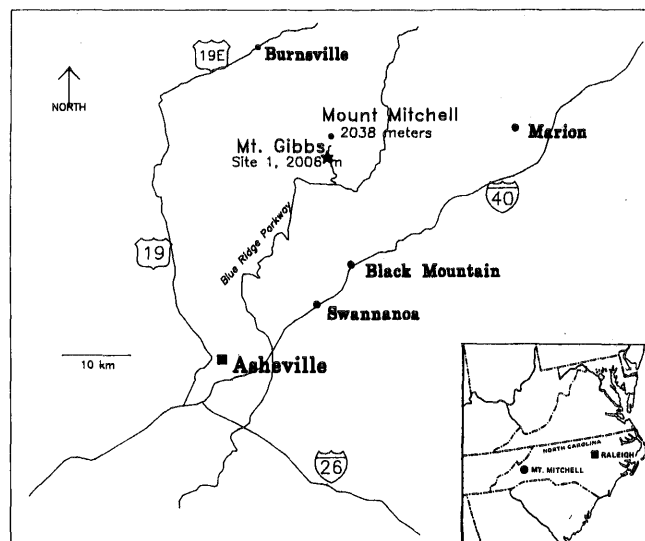 19E
Burnsville
NORTH
Mount Mitchell
2038 meters
Marion
Mt. Gibbs
Site 1, 2006 m
40
Blue Ridge Parkway
19
Black Mountain
Swannanoa
10 km
Asheville
26
NORTH CAROLINA
RALEIGH
MT. MITCHELL